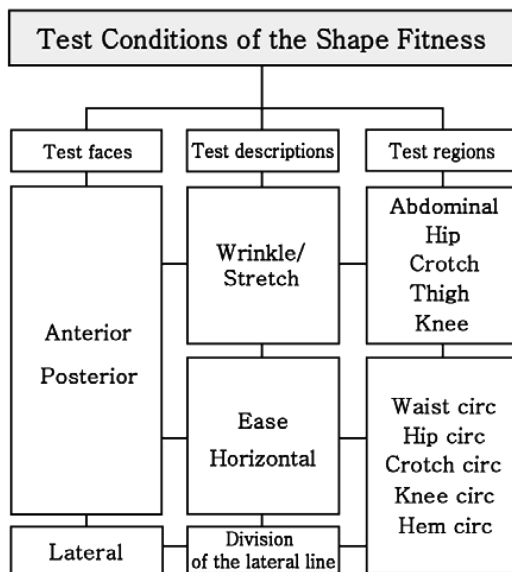 Test Conditions of the Shape Fitness
Test faces
Test descriptions
Test regions
Anterior
Posterior
Wrinkle/
Stretch
Abdominal
Hip
Crotch
Thigh
Knee
Ease
Horizontal
Waist circ
Hip circ
Crotch circ
Knee circ
Hem circ
Lateral
Division
of the lateral line